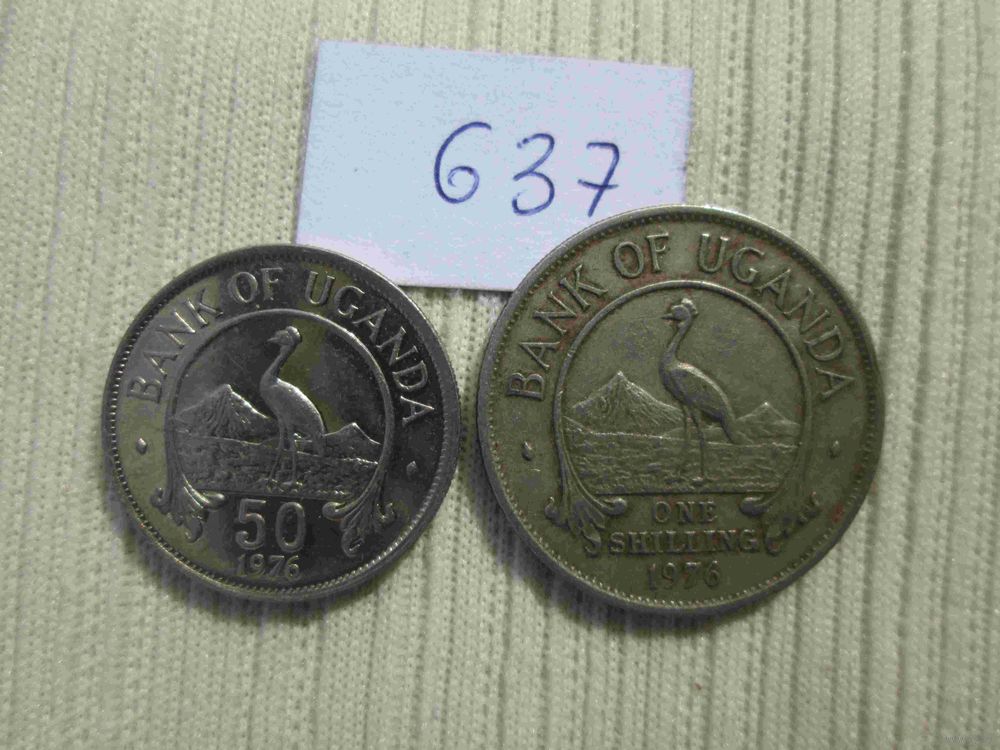 637
BANK OF UGANDA
50
1976
BANK OF UGANDA
ONE
SHILLING
1976